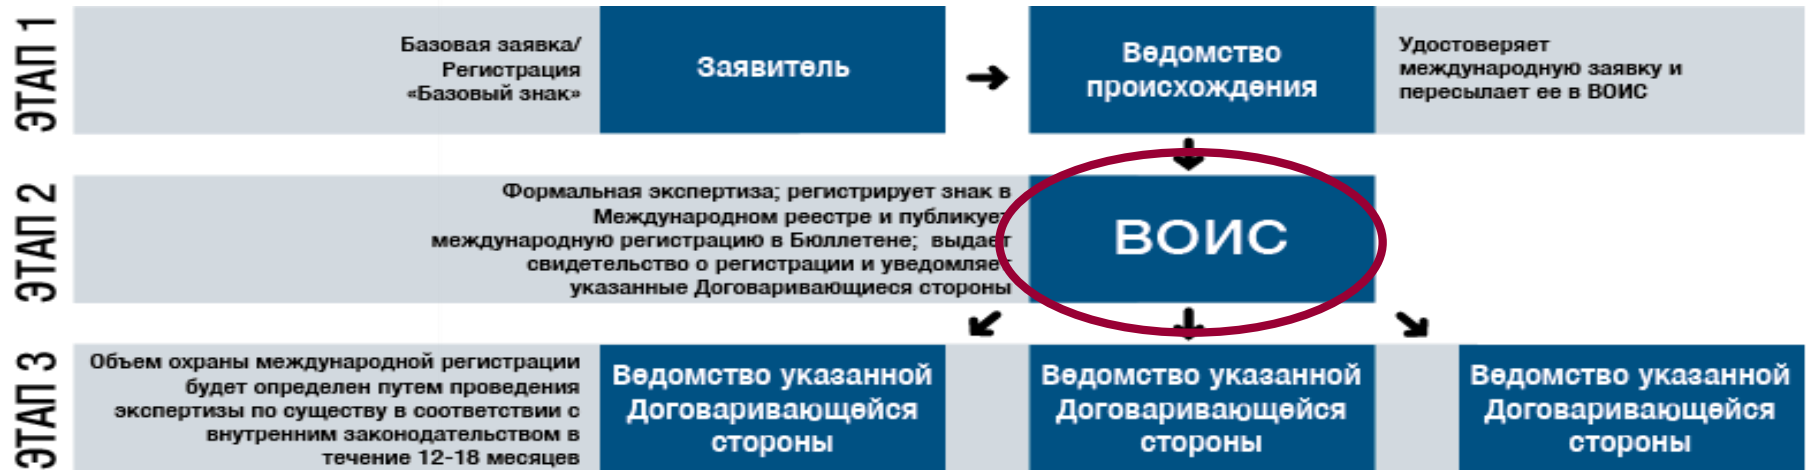 ЭТАП 1
Базовая заявка/
Регистрация
«Базовый знак»
Заявитель
Ведомство
происхождения
Удостоверяет
международную заявку и
пересылает ее в ВОИС
ЭТАП 2
Формальная экспертиза; регистрирует знак в
Международном реестре и публикует
международную регистрацию в Бюллетене; выдает
свидетельство о регистрации и уведомляет
указанные Договаривающиеся стороны
ВОИС
ЭТАП 3
Объем охраны международной регистрации
будет определен путем проведения
экспертизы по существу в соответствии с
внутренним законодательством в
течение 12-18 месяцев
Ведомство указанной
Договаривающейся
стороны
Ведомство указанной
Договаривающейся
стороны
Ведомство указанной
Договаривающейся
стороны